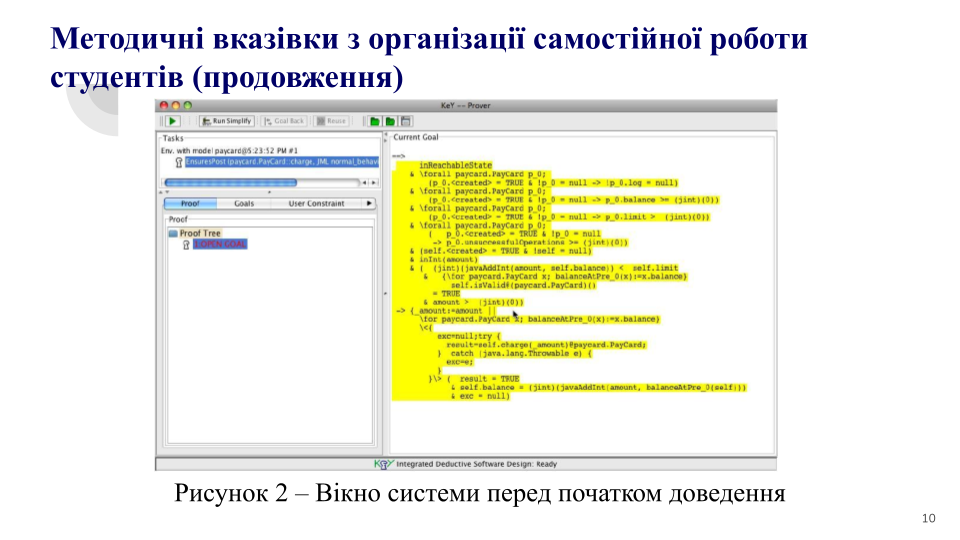 Методичні вказівки з організації самостійної роботи
студентів (продовження)
KeY -- Prover
Run Simplify
Goal Back
Reuse
Tasks
Env. with model paycard@5:23:52 PM #1
EnsuresPost (paycard.PayCard::charge, JML normal_behav
Proof
Goals
User Constraint
Proof
Proof Tree
1:OPEN GOAL
Current Goal
==>
inReachableState
& \forall paycard.PayCard p_0;
(p_0.<created> = TRUE & !p_0 = null -> !p_0.log = null)
& \forall paycard.PayCard p_0;
(p_0.<created> = TRUE & !p_0 = null -> p_0.balance >= (jint)(0))
& \forall paycard.PayCard p_0;
(p_0.<created> = TRUE & !p_0 = null -> p_0.limit > (jint)(0))
& \forall paycard.PayCard p_0;
( p_0.<created> = TRUE & !p_0 = null
-> p_0.unsuccessfulOperations >= (jint)(0))
& (self.<created> = TRUE & !self = null)
& inInt(amount)
& ( (jint)(javaAddInt(amount, self.balance)) < self.limit
& {\for paycard.PayCard x; balanceAtPre_0(x):=x.balance}
self.isValid@(paycard.PayCard)()
= TRUE
& amount > (jint)(0))
-> {_amount:=amount ||
\for paycard.PayCard x; balanceAtPre_0(x):=x.balance}
\<{
exc=null;try {
result=self.charge(_amount)@paycard.PayCard;
} catch (java.lang.Throwable e) {
exc=e;
}
}\> ( result = TRUE
& self.balance = (jint)(javaAddInt(amount, balanceAtPre_0(self)))
& exc = null)
KeY Integrated Deductive Software Design: Ready
Рисунок 2 – Вікно системи перед початком доведення
10